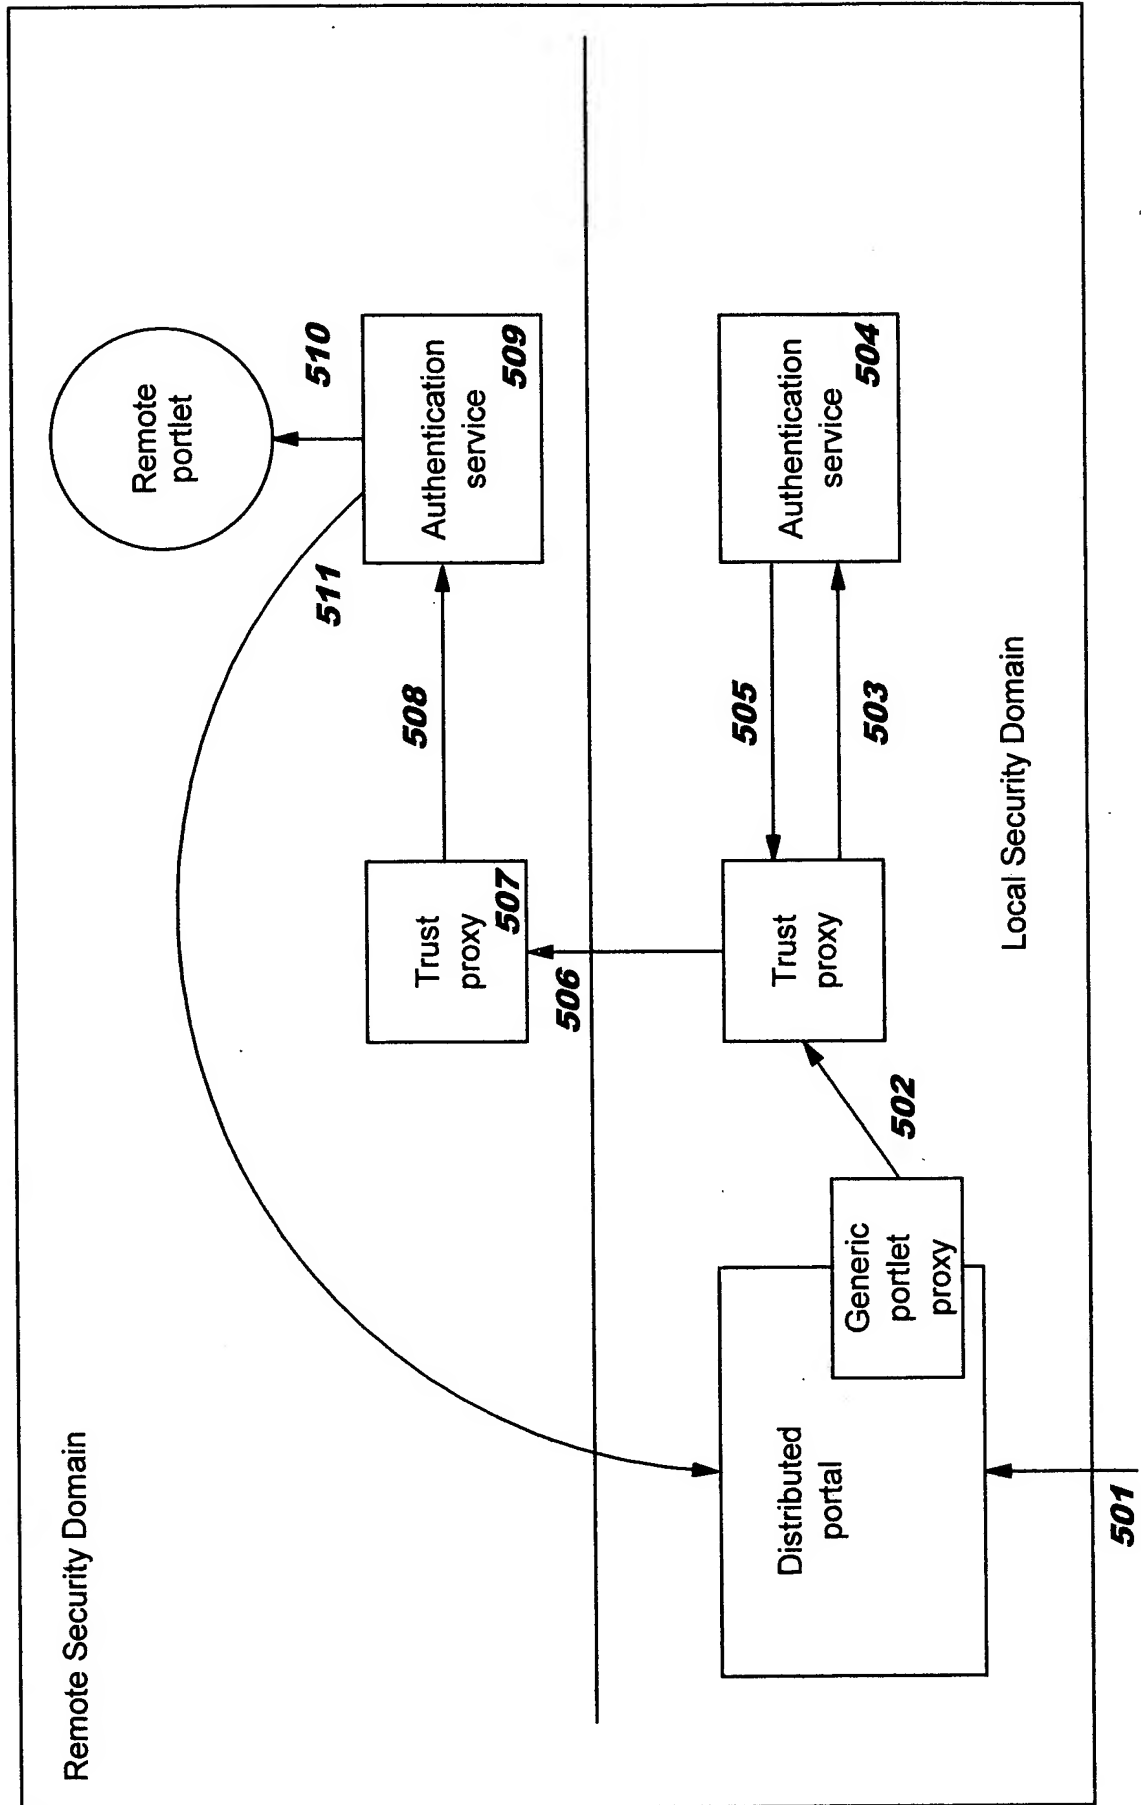 Remote Security Domain
Remote
portlet
510
511
Authentication
service
509
508
Trust
proxy
507
506
Authentication
service
504
505
503
Trust
proxy
502
Generic
portlet
proxy
Distributed
portal
501
Local Security Domain